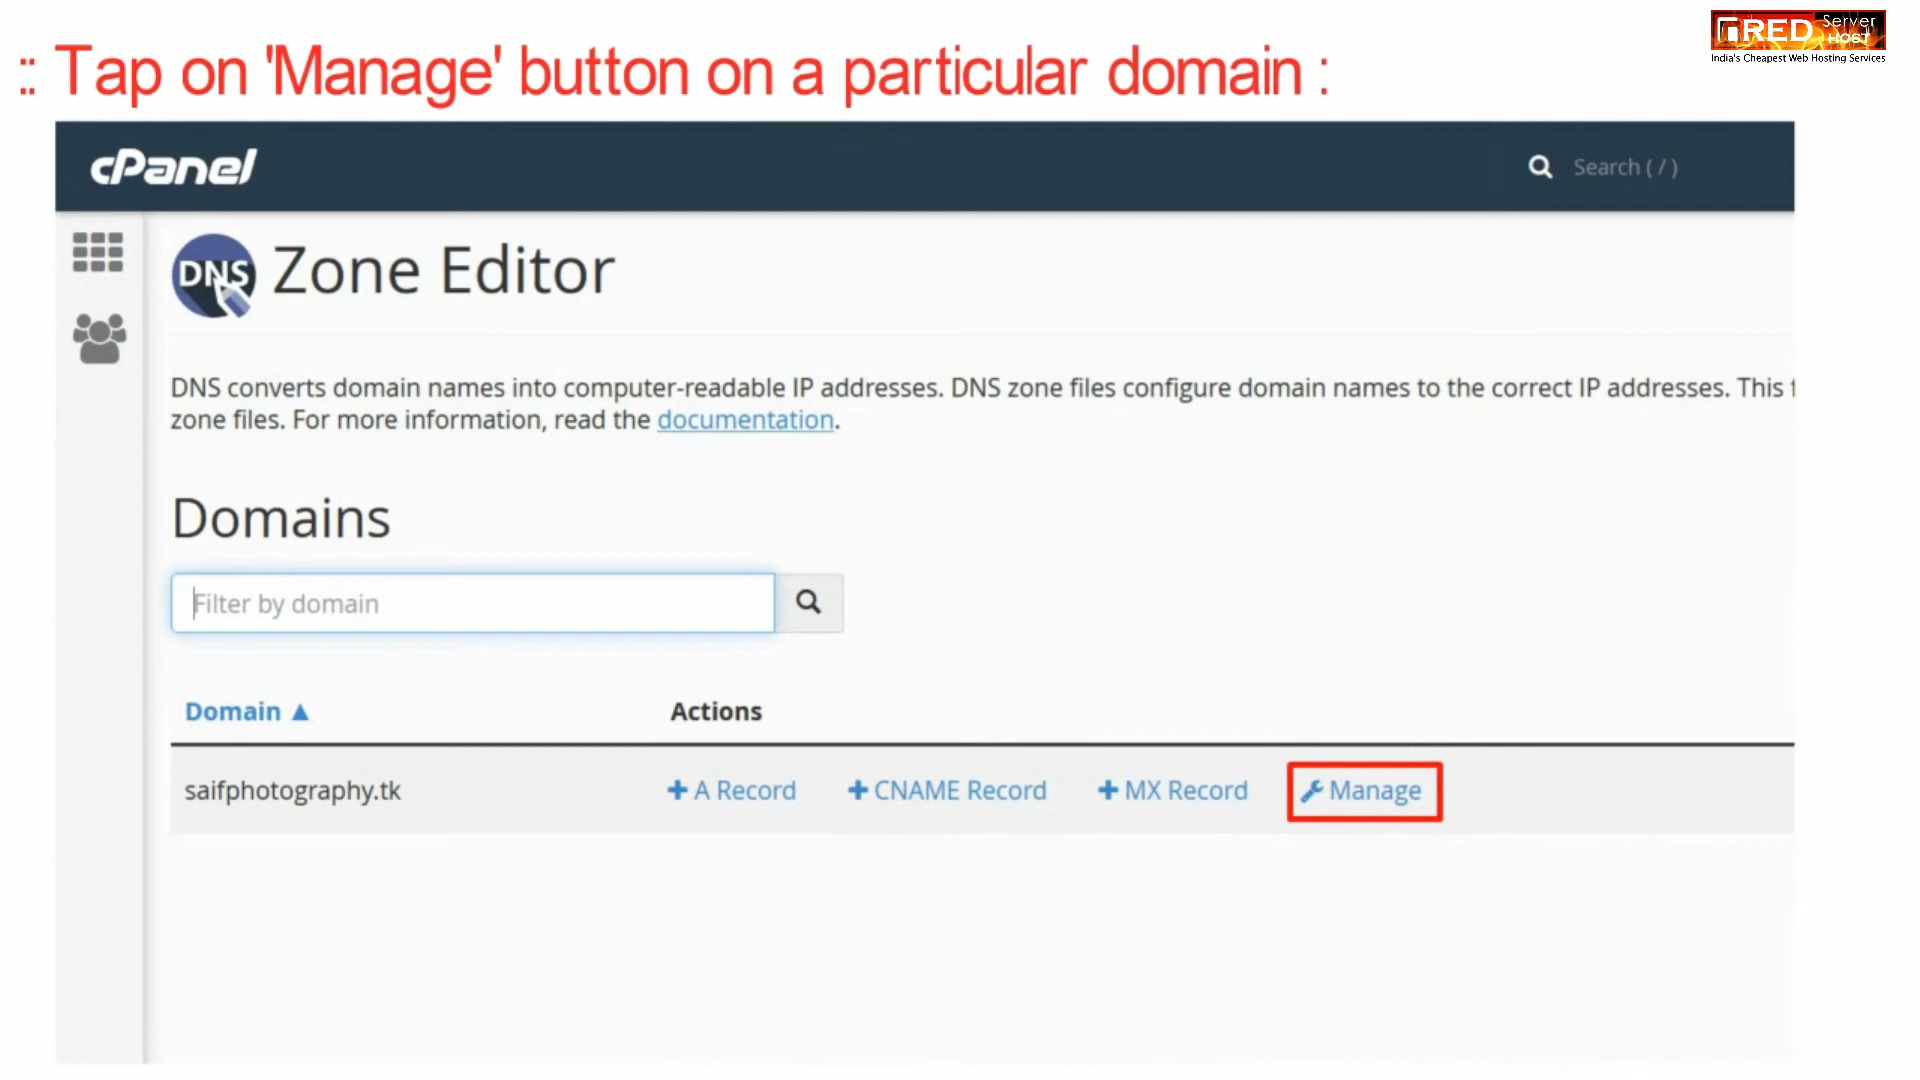 RED Server HOST
India's Cheapest Web Hosting Services
:: Tap on 'Manage' button on a particular domain :
cPanel
Search ( / )
DNS Zone Editor
DNS converts domain names into computer-readable IP addresses. DNS zone files configure domain names to the correct IP addresses. This
zone files. For more information, read the documentation.
Domains
Filter by domain
Domain ▲ Actions
saifphotography.tk + A Record + CNAME Record + MX Record Manage